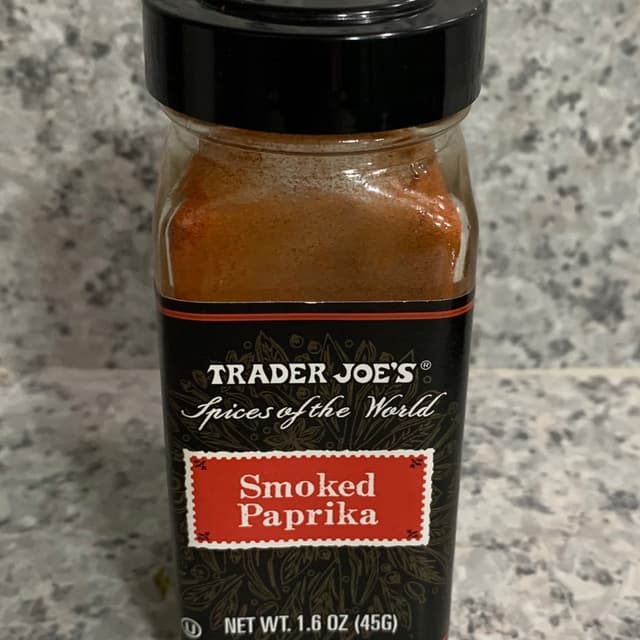 TRADER JOE'S®
Spices of the World
Smoked
Paprika
U NET WT. 1.6 OZ (45G)